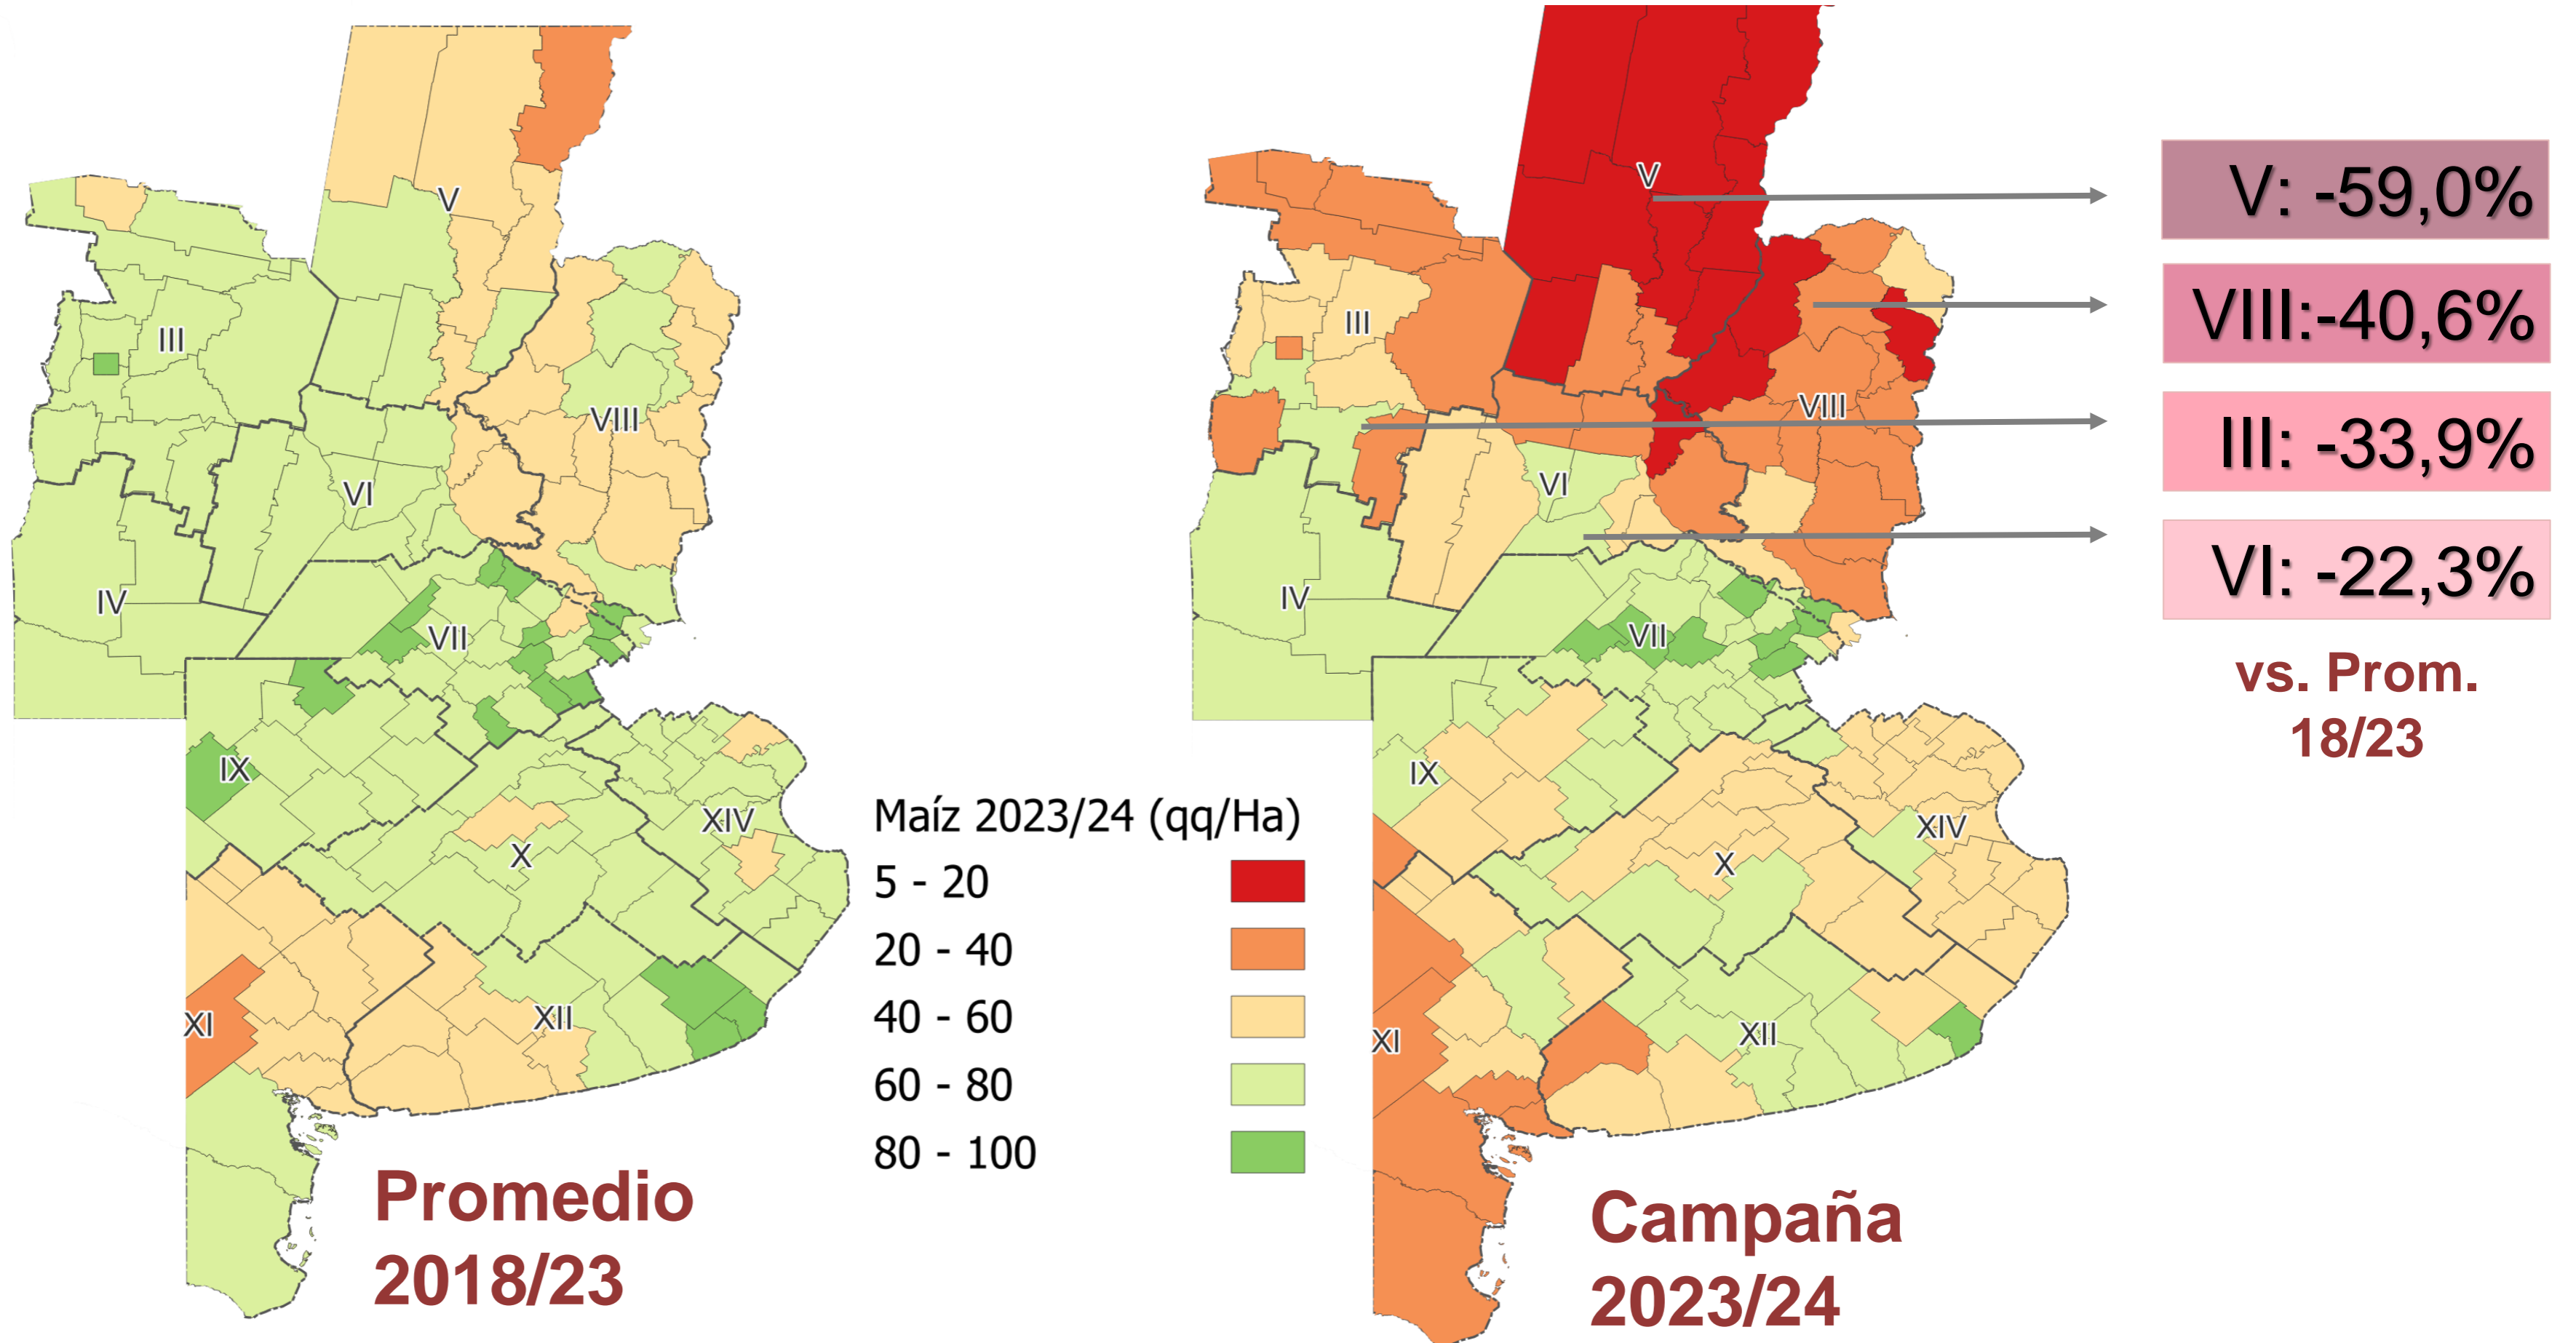 V
III
VIII
VI
IV
VII
IX
XIV
X
XII
XI
Promedio
2018/23
Maíz 2023/24 (qq/Ha)
5 - 20
20 - 40
40 - 60
60 - 80
80 - 100
V
III
VIII
VI
IV
VII
IX
XIV
X
XII
XI
Campaña
2023/24
V: -59,0%
VIII:-40,6%
III: -33,9%
VI: -22,3%
vs. Prom.
18/23